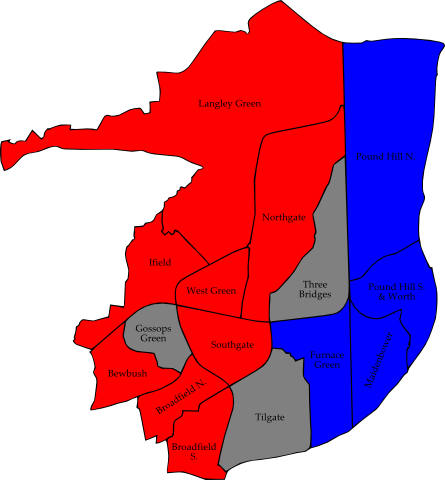 Langley Green
Pound Hill N.
Northgate
Ifield
Three
Bridges
West Green
Pound Hill S
& Worth
Gossops
Green
Southgate
Furnace
Green
Maidenbower
Bewbush
Broadfield N.
Tilgate
Broadfield
S.